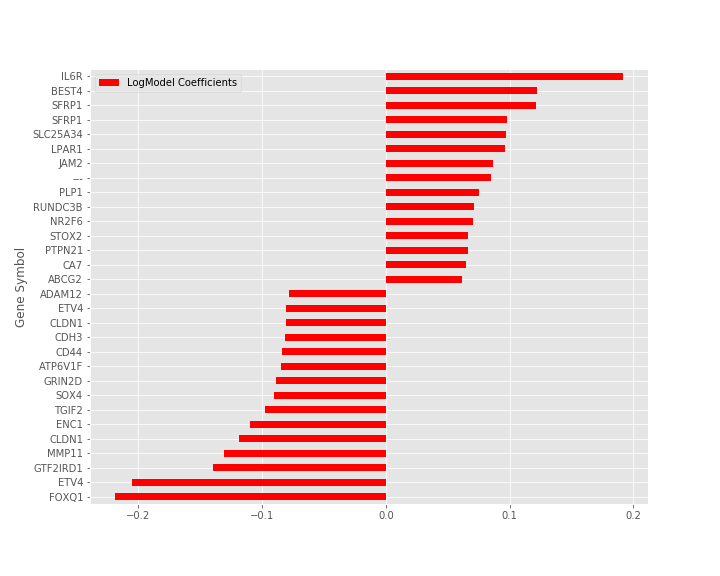 LogModel Coefficients
Gene Symbol
IL6R
BEST4
SFRP1
SFRP1
SLC25A34
LPAR1
JAM2
---
PLP1
RUNDC3B
NR2F6
STOX2
PTPN21
CA7
ABCG2
ADAM12
ETV4
CLDN1
CDH3
CD44
ATP6V1F
GRIN2D
SOX4
TGIF2
ENC1
CLDN1
MMP11
GTF2IRD1
ETV4
FOXQ1
−0.2 −0.1 0.0 0.1 0.2